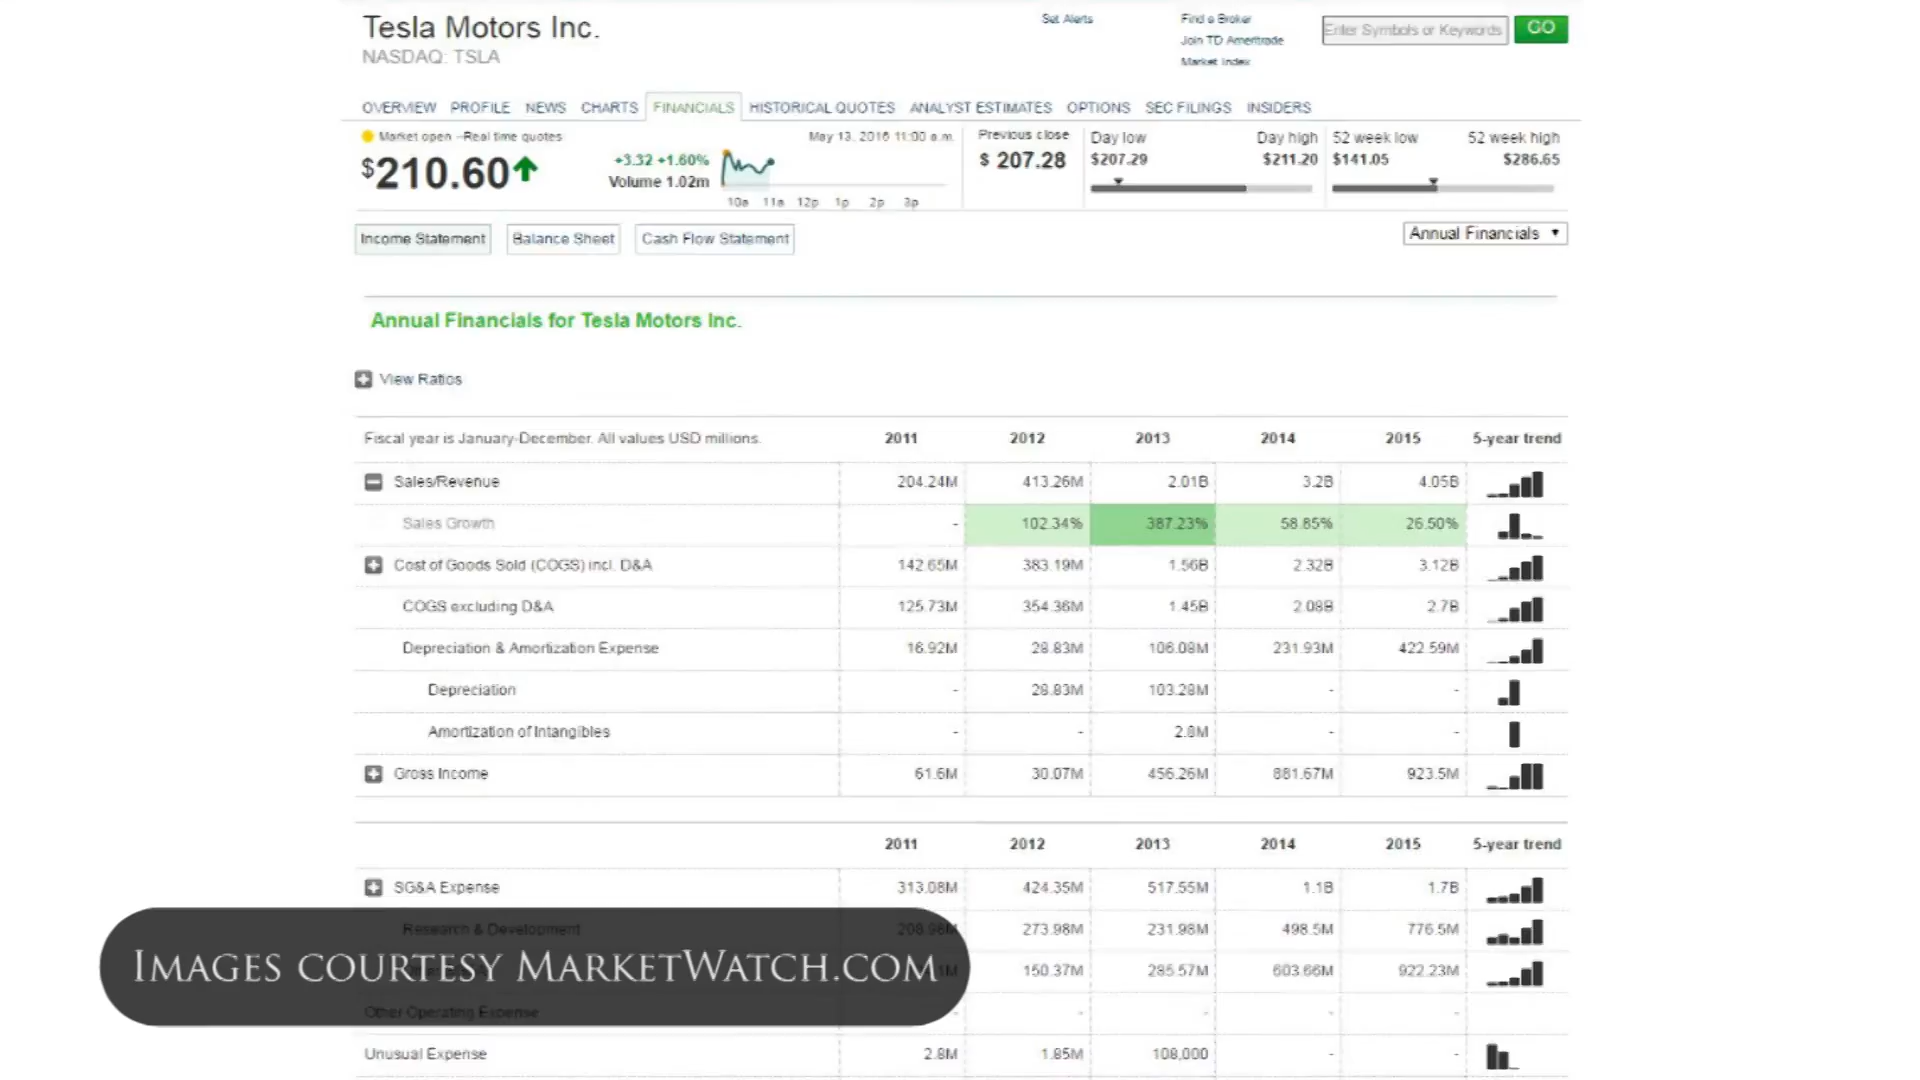 Tesla Motors Inc.
NASDAQ: TSLA
Set Alerts
Find a Broker
Join TD Ameritrade
Market Index
Enter Symbols or Keywords GO
OVERVIEW PROFILE NEWS CHARTS FINANCIALS HISTORICAL QUOTES ANALYST ESTIMATES OPTIONS SEC FILINGS INSIDERS
Market open --Real time quotes
May 13, 2016 11:00 a.m.
$210.60
+3.32 +1.60%
Volume 1.02m
10a 11a 12p 1p 2p 3p
Previous close
$ 207.28
Day low Day high
$207.29 $211.20
52 week low 52 week high
$141.05 $286.65
Income Statement Balance Sheet Cash Flow Statement Annual Financials
Annual Financials for Tesla Motors Inc.
View Ratios
Fiscal year is January-December. All values USD millions. 2011 2012 2013 2014 2015 5-year trend
Sales/Revenue 204.24M 413.26M 2.01B 3.2B 4.05B
Sales Growth - 102.34% 387.23% 58.85% 26.50%
Cost of Goods Sold (COGS) incl. D&A 142.65M 383.19M 1.56B 2.32B 3.12B
COGS excluding D&A 125.73M 354.36M 1.45B 2.08B 2.7B
Depreciation & Amortization Expense 16.92M 28.83M 106.08M 231.93M 422.59M
Depreciation - 28.83M 103.28M - -
Amortization of Intangibles - - 2.8M - -
Gross Income 61.6M 30.07M 456.26M 881.67M 923.5M
2011 2012 2013 2014 2015 5-year trend
SG&A Expense 313.08M 424.35M 517.55M 1.1B 1.7B
Research & Development 208.98M 273.98M 231.98M 498.5M 776.5M
150.37M 285.57M 603.66M 922.23M
Images courtesy MarketWatch.com
Other Operating Expense - - - - -
Unusual Expense 2.8M 1.85M 108,000 - -